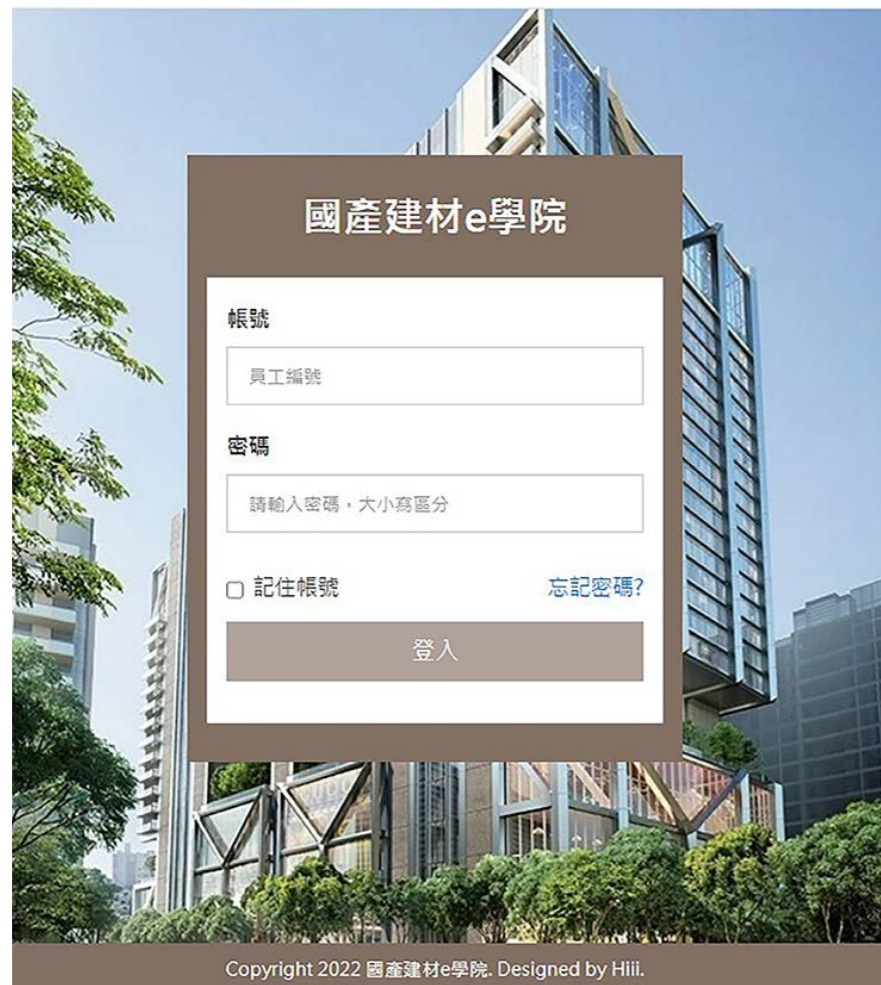 國產建材e學院
帳號
員工編號
密碼
請輸入密碼，大小寫區分
記住帳號
忘記密碼?
登入
Copyright 2022 國產建材e學院. Designed by Hiii.